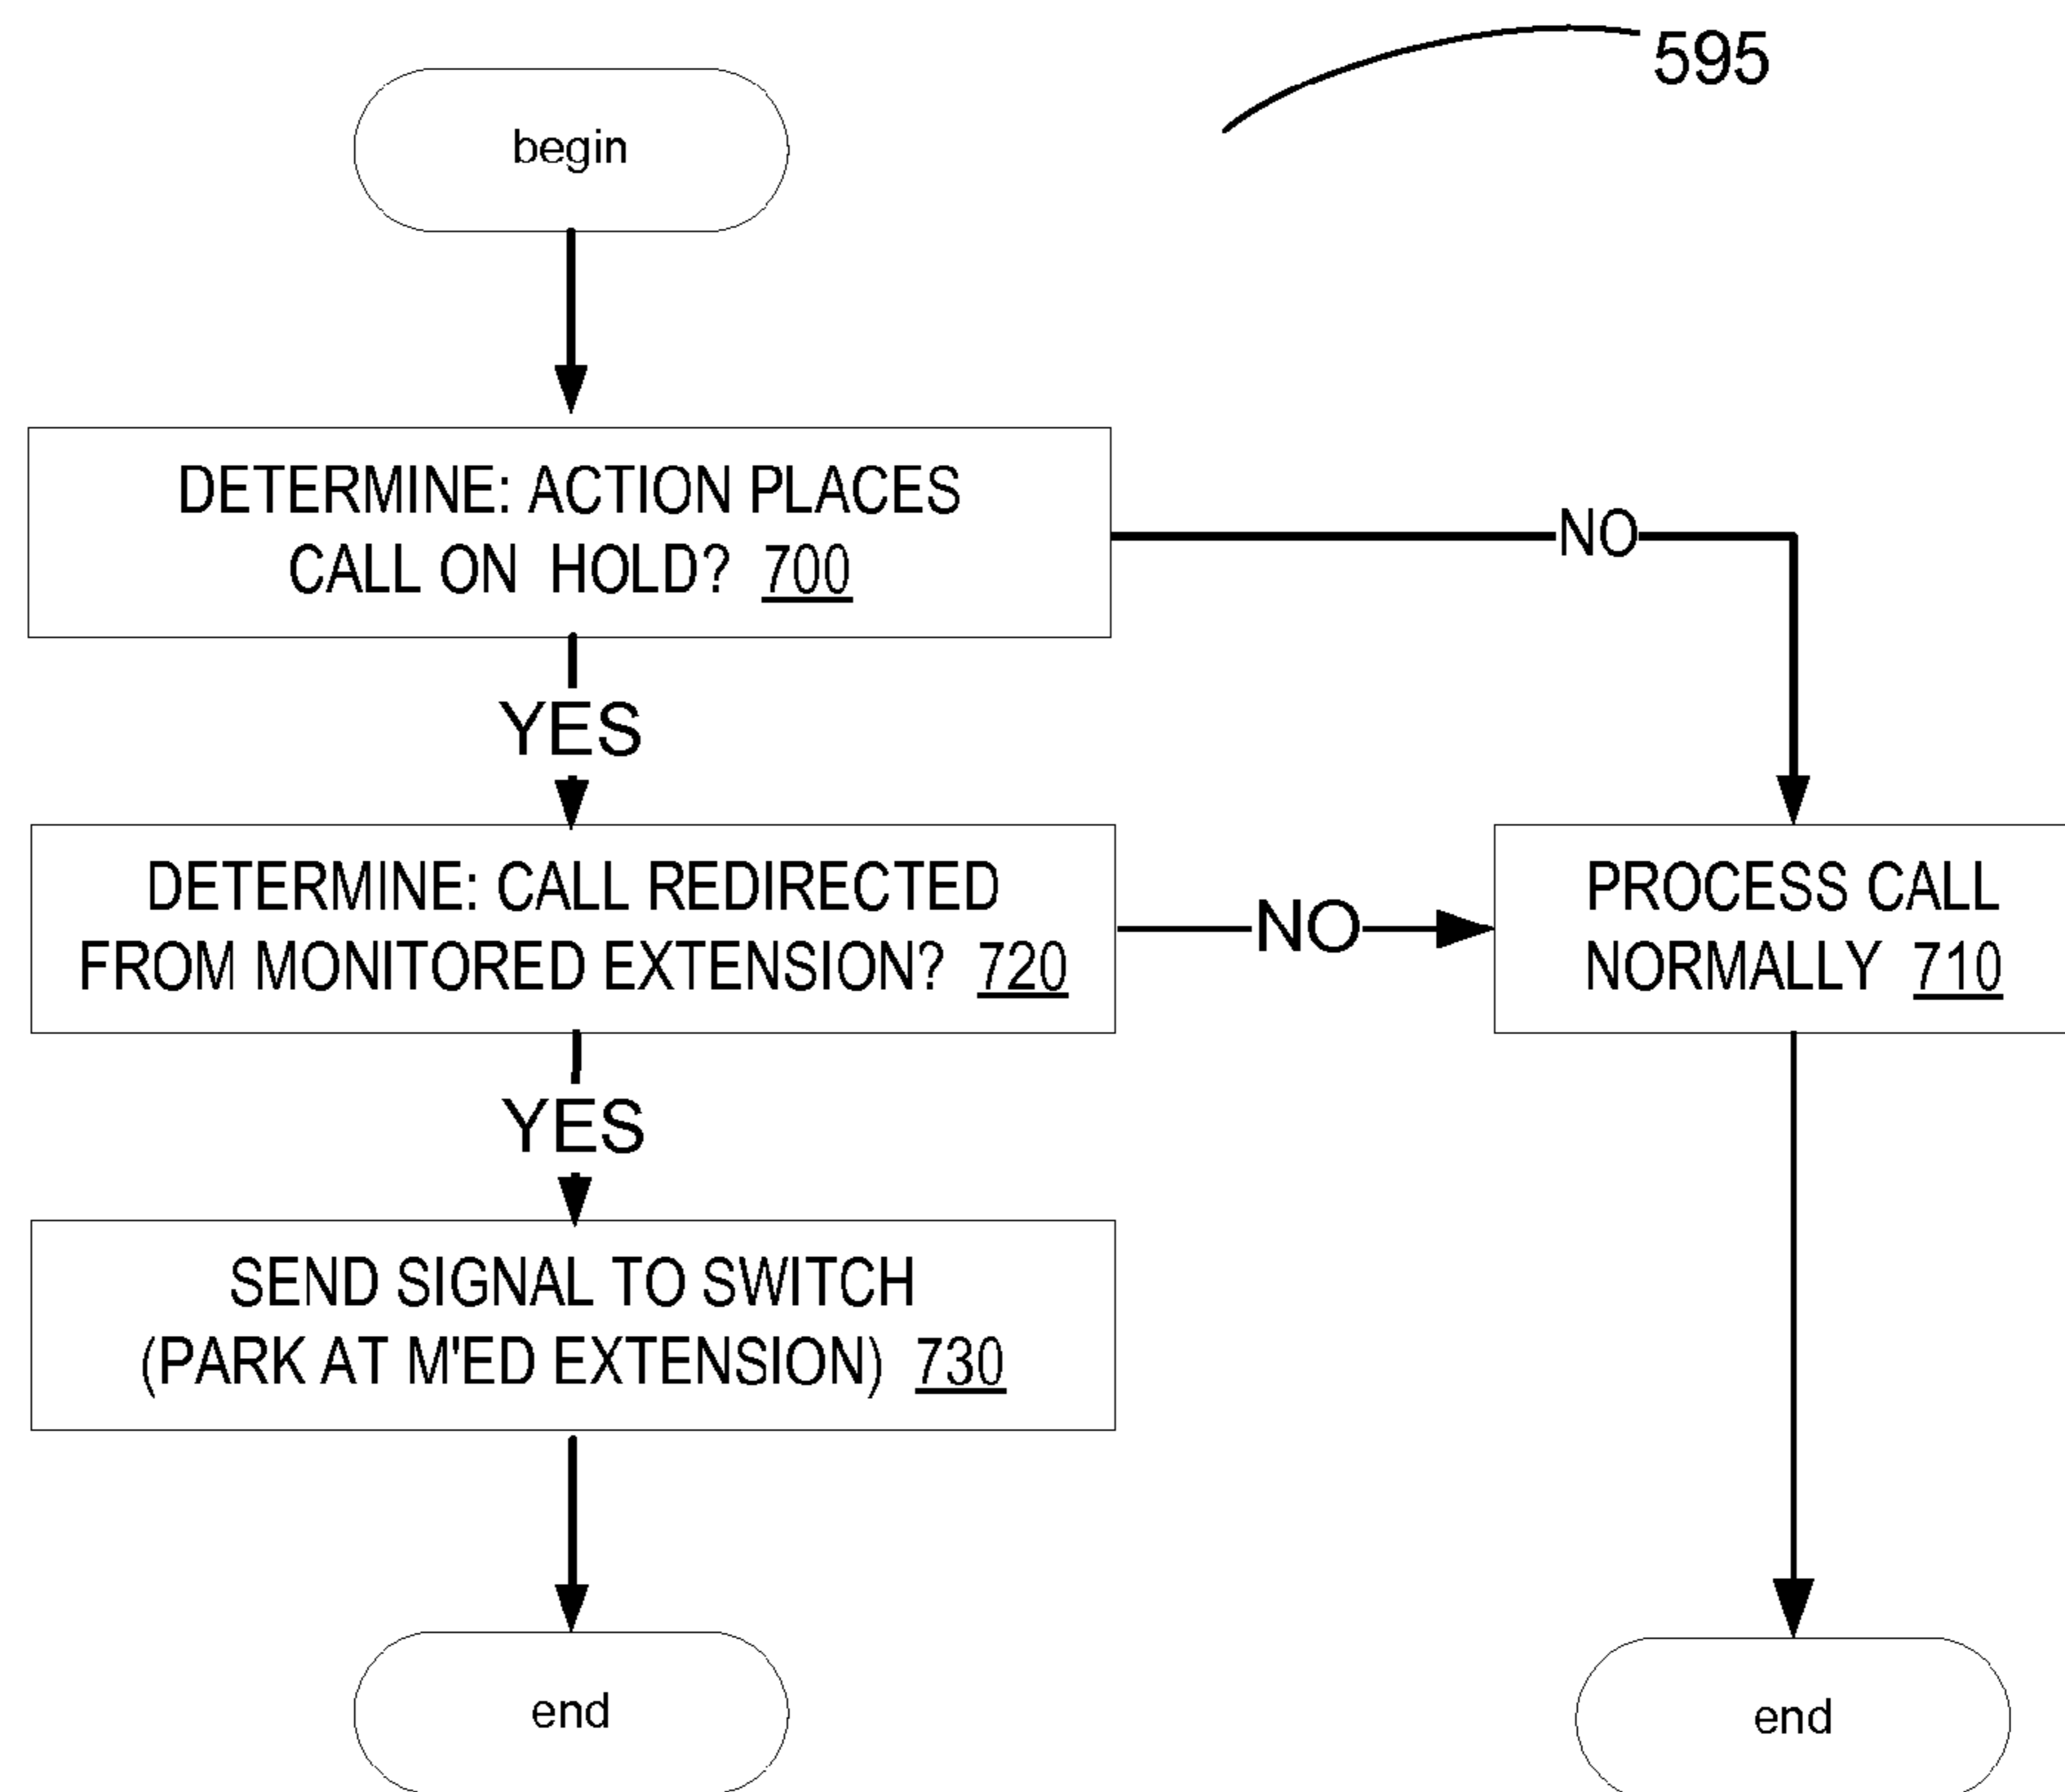 595
begin
DETERMINE: ACTION PLACES
CALL ON HOLD? 700
NO
YES
DETERMINE: CALL REDIRECTED
FROM MONITORED EXTENSION? 720
NO
PROCESS CALL
NORMALLY 710
YES
SEND SIGNAL TO SWITCH
(PARK AT M'ED EXTENSION) 730
end
end